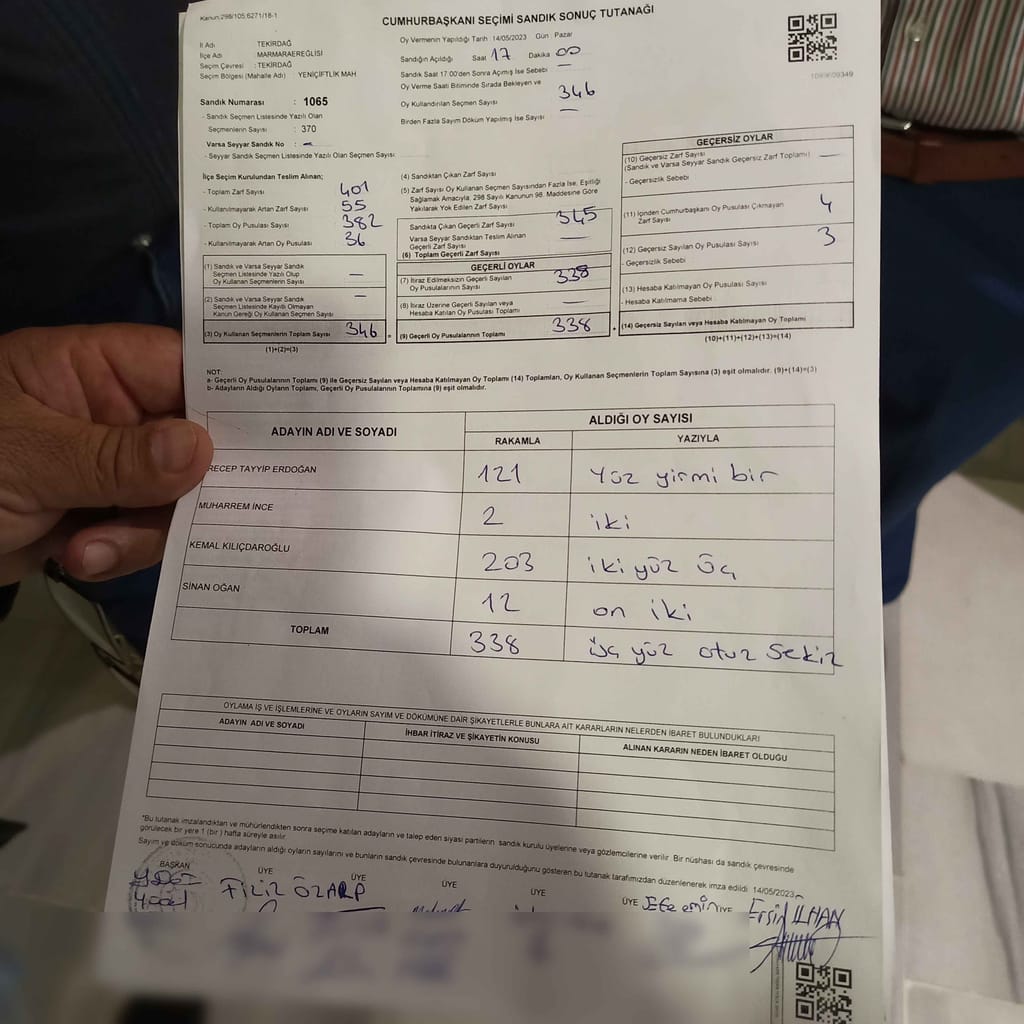 Kanun:298/105;6271/18-1
CUMHURBAŞKANI SEÇİMİ SANDIK SONUÇ TUTANAĞI
İl Adı TEKİRDAĞ
İlçe Adı MARMARAEREĞLİSİ
Seçim Çevresi : TEKİRDAĞ
Seçim Bölgesi (Mahalle Adı) YENİÇİFTLİK MAH
Sandık Numarası : 1065
- Sandık Seçmen Listesinde Yazılı Olan
Seçmenlerin Sayısı : 370
Varsa Seyyar Sandık No : -
- Seyyar Sandık Seçmen Listesinde Yazılı Olan Seçmen Sayısı
Oy Vermenin Yapıldığı Tarih : 14/05/2023 Gün : Pazar
Sandığın Açıldığı Saat 17 Dakika 00
Sandık Saat 17:00'den Sonra Açımış İse Sebebi —
Oy Verme Saati Bitiminde Sırada Bekleyen ve
Oy Kullandırılan Seçmen Sayısı 346
Birden Fazla Sayım Döküm Yapılmış İse Sayısı —
İlçe Seçim Kurulundan Teslim Alınan;
- Toplam Zarf Sayısı 401
- Kullanılmayarak Artan Zarf Sayısı 55
- Toplam Oy Pusulası Sayısı 382
- Kullanılmayarak Artan Oy Pusulası 36
(1) Sandık ve Varsa Seyyar Sandık
Seçmen Listesinde Yazılı Olup
Oy Kullanan Seçmenlerin Sayısı —
(2) Sandık ve Varsa Seyyar Sandık
Seçmen Listesinde Kayıtlı Olmayan
Kanun Gereği Oy Kullanan Seçmen Sayısı —
(3) Oy Kullanan Seçmenlerin Toplam Sayısı 346
(1)+(2)=(3)
(4) Sandıktan Çıkan Zarf Sayısı
(5) Zarf Sayısı Oy Kullanan Seçmen Sayısından Fazla İse, Eşitliği
Sağlamak Amacıyla; 298 Sayılı Kanunun 98. Maddesine Göre
Yakılarak Yok Edilen Zarf Sayısı
Sandıkta Çıkan Geçerli Zarf Sayısı 345
Varsa Seyyar Sandıktan Teslim Alınan
Geçerli Zarf Sayısı —
(6) Toplam Geçerli Zarf Sayısı
GEÇERLİ OYLAR
(7) İtiraz Edilmeksizin Geçerli Sayılan
Oy Pusulasının Sayısı 338
(8) İtiraz Üzerine Geçerli Sayılan veya
Hesaba Katılan Oy Pusulası Toplamı —
(9) Geçerli Oy Pusulalarının Toplamı 338
GEÇERSİZ OYLAR
(10) Geçersiz Zarf Sayısı
(Sandık ve Varsa Seyyar Sandık Geçersiz Zarf Toplamı) —
- Geçersizlik Sebebi
(11) İçinden Cumhurbaşkanı Oy Pusulası Çıkmayan
Zarf Sayısı 4
(12) Geçersiz Sayılan Oy Pusulası Sayısı 3
- Geçersizlik Sebebi
(13) Hesaba Katılmayan Oy Pusulası Sayısı
- Hesaba Katılmama Sebebi
(14) Geçersiz Sayılan veya Hesaba Katılmayan Oy Toplamı
(10)+(11)+(12)+(13)=(14)
NOT:
a- Geçerli Oy Pusulalarının Toplamı (9) ile Geçersiz Sayılan veya Hesaba Katılmayan Oy Toplamı (14) Toplamları, Oy Kullanan Seçmenlerin Toplam Sayısına (3) eşit olmalıdır. (9)+(14)=(3)
b- Adayların Aldığı Oyların Toplamı, Geçerli Oy Pusulalarının Toplamına (9) eşit olmalıdır.
ADAYIN ADI VE SOYADI
ALDIĞI OY SAYISI
RAKAMLA YAZIYLA
RECEP TAYYİP ERDOĞAN 121 Yüz yirmi bir
MUHARREM İNCE 2 iki
KEMAL KILIÇDAROĞLU 203 iki yüz Üç
SİNAN OĞAN 12 on iki
TOPLAM 338 üç yüz otuz sekiz
OYLAMA İŞ VE İŞLEMLERİNE VE OYLARIN SAYIM VE DÖKÜMÜNE DAİR ŞİKAYETLERLE BUNLARA AİT KARARLARIN NELERDEN İBARET BULUNDUKLARI
ADAYIN ADI VE SOYADI
İHBAR İTİRAZ VE ŞİKAYETİN KONUSU
ALINAN KARARIN NEDEN İBARET OLDUĞU
*Bu tutanak imzalandıktan ve mühürlendikten sonra seçime katılan adayların ve talep eden siyasi partilerin sandık kurulu üyelerine veya gözlemcilerine verilir. Bir nüshası da sandık çevresinde
görülecek bir yere 1 (bir) hafta süreyle asılır.
Sayım ve döküm sonucunda adayların aldığı oyların sayılarını ve bunların sandık çevresinde bulunanlara duyurulduğunu gösteren bu tutanak tarafımızdan düzenlenerek imza edildi. 14/05/2023
BAŞKAN
ÜYE
FİLİZ ÖZALP
ÜYE
ÜYE
ÜYE
ÜYE
ÜYE
Ersin İLHAN